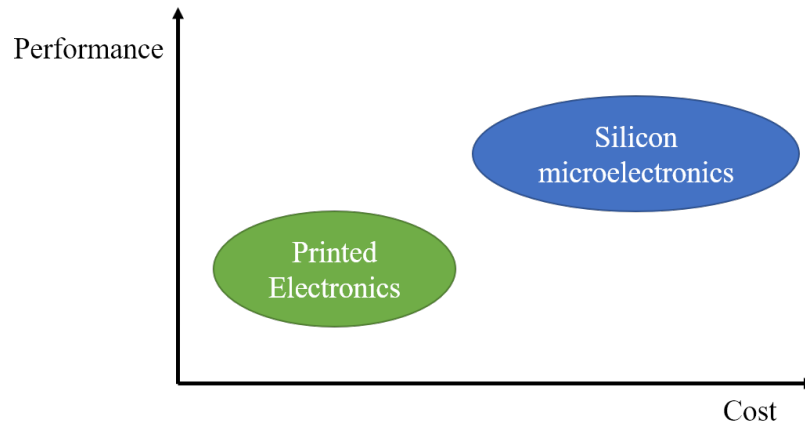 Performance
Silicon
microelectronics
Printed
Electronics
Cost